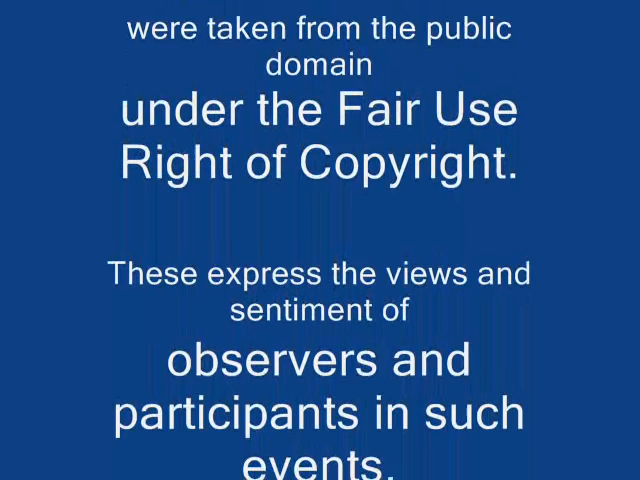 were taken from the public
domain
under the Fair Use
Right of Copyright.
These express the views and
sentiment of
observers and
participants in such
events.